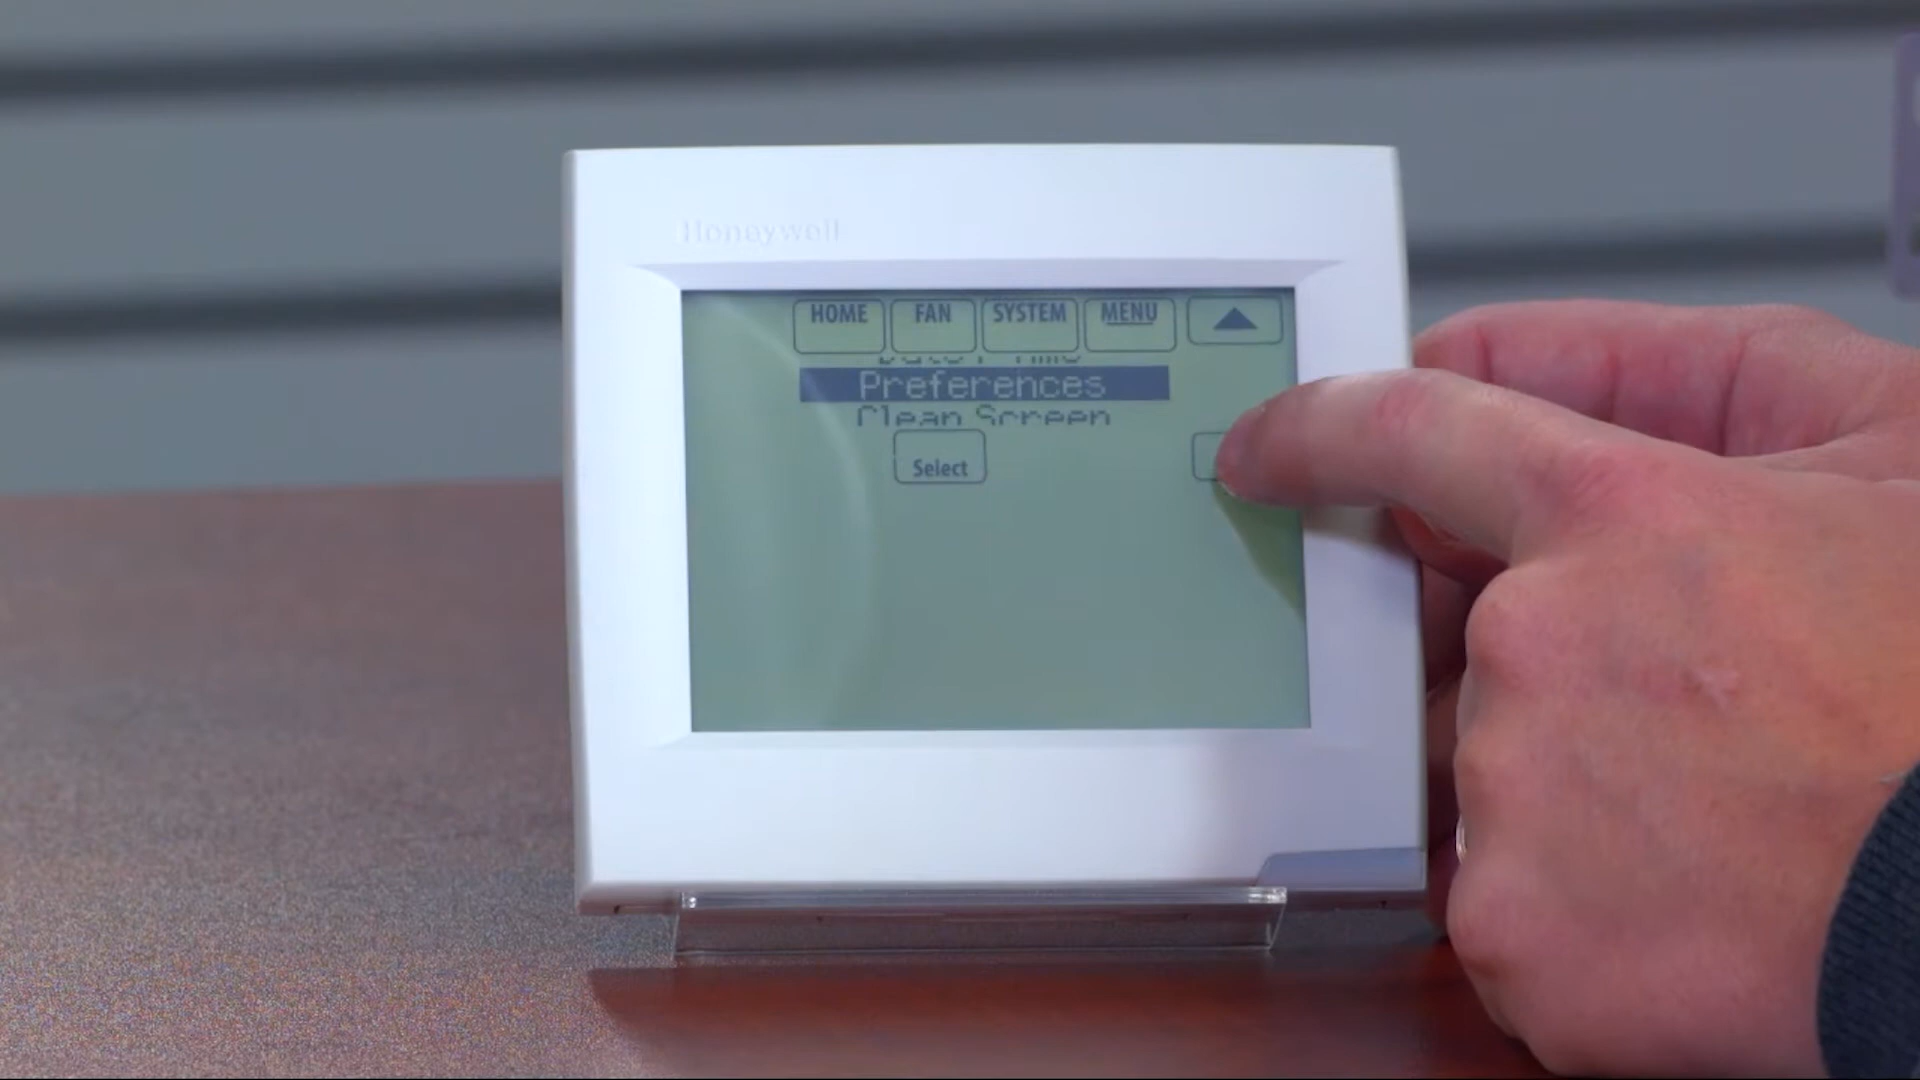 Honeywell
HOME FAN SYSTEM MENU
Preferences
Clean Screen
Select